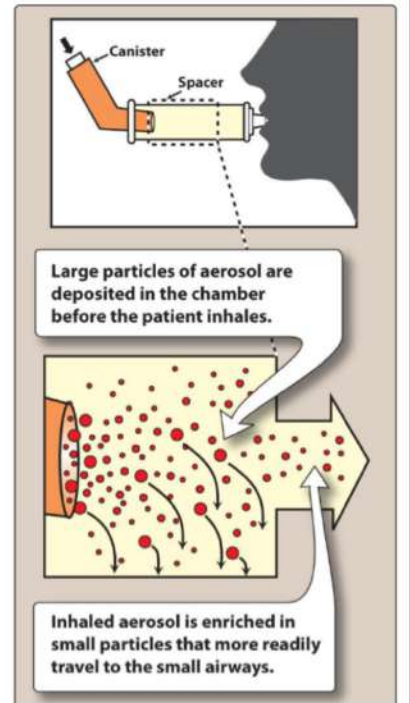 Canister
Spacer
Large particles of aerosol are
deposited in the chamber
before the patient inhales.
Inhaled aerosol is enriched in
small particles that more readily
travel to the small airways.